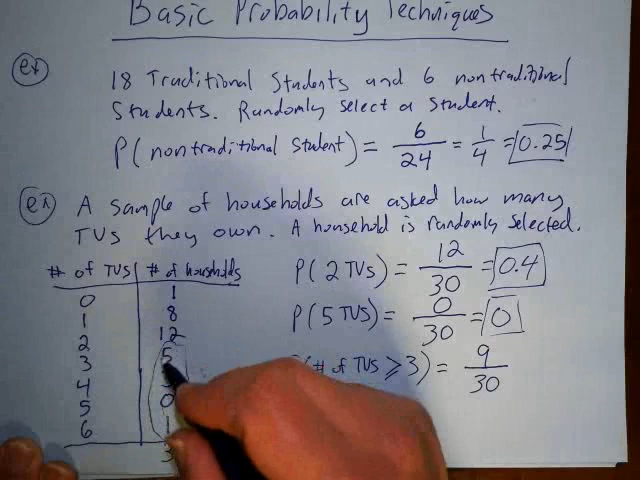 Basic Probability Techniques
ex 18 Traditional Students and 6 nontraditional
Students. Randomly select a student.
P(nontraditional student) = 6/24 = 1/4 = 0.25
ex A sample of households are asked how many
TVs they own. A household is randomly selected.
# of TVs | # of households
0 1
1 8
2 12
3 5
4
5 0
6 1
P(2 TVs) = 12/30 = 0.4
P(5 TVs) = 0/30 = 0
(# of TVs ≥ 3) = 9/30